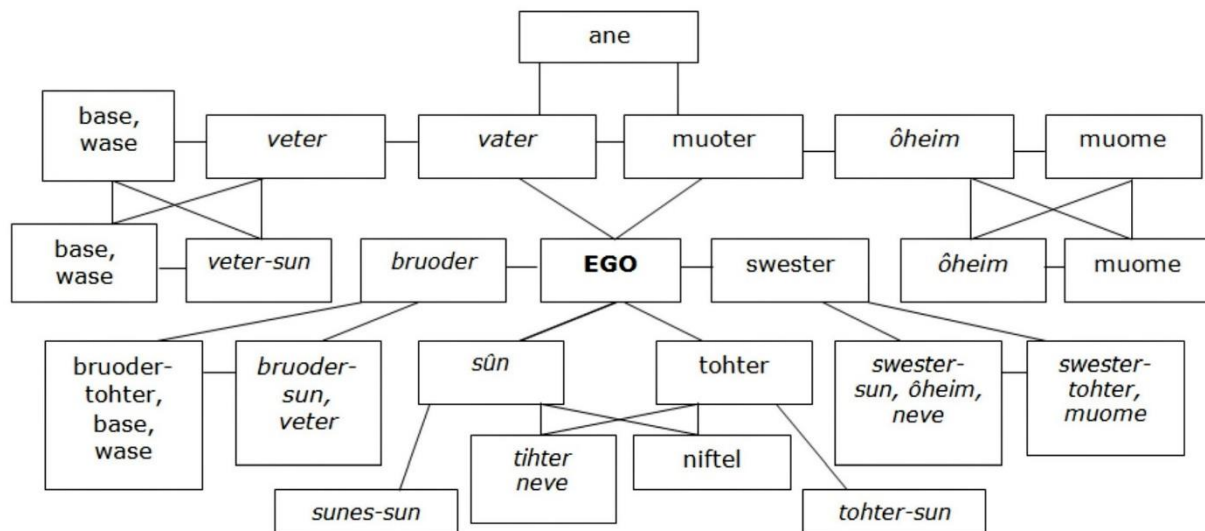 ane
base,
wase
veter
vater
muoter
ôheim
muome
base,
wase
veter-sun
bruoder
EGO
swester
ôheim
muome
bruoder-
tohter,
base,
wase
bruoder-
sun,
veter
sûn
tohter
swester-
sun, ôheim,
neve
swester-
tohter,
muome
tihter
neve
niftel
sunes-sun
tohter-sun